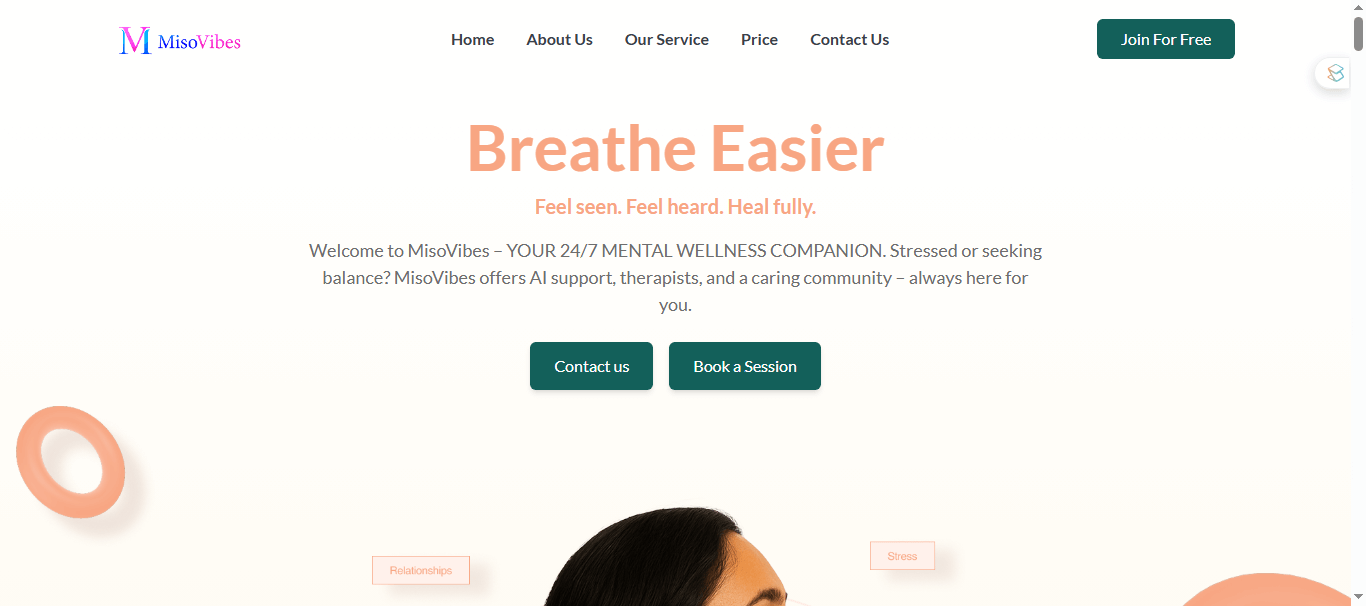 M MisoVibes
Home
About Us
Our Service
Price
Contact Us
Join For Free
Breathe Easier
Feel seen. Feel heard. Heal fully.
Welcome to MisoVibes – YOUR 24/7 MENTAL WELLNESS COMPANION. Stressed or seeking
balance? MisoVibes offers AI support, therapists, and a caring community – always here for
you.
Contact us
Book a Session
Stress
Relationships